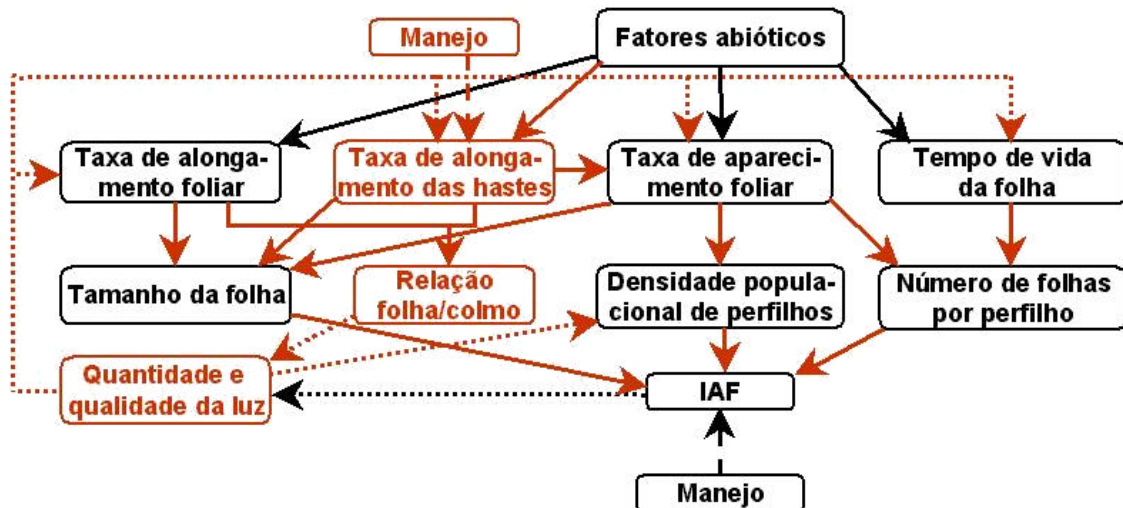 Manejo
Fatores abióticos
Taxa de alonga-
mento foliar
Taxa de alonga-
mento das hastes
Taxa de apareci-
mento foliar
Tempo de vida
da folha
Tamanho da folha
Relação
folha/colmo
Densidade popula-
cional de perfilhos
Número de folhas
por perfilho
Quantidade e
qualidade da luz
IAF
Manejo